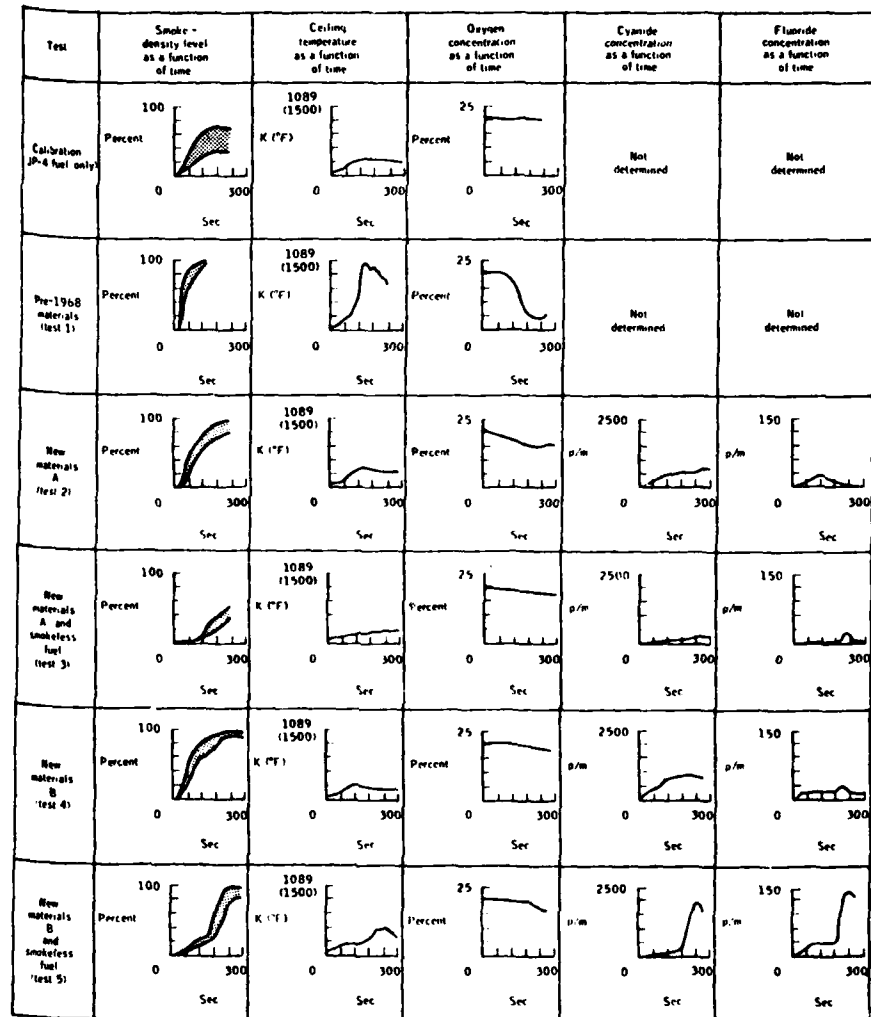 Test
Smoke -
density level
as a function
of time
Ceiling
temperature
as a function
of time
Oxygen
concentration
as a function
of time
Cyanide
concentration
as a function
of time
Fluoride
concentration
as a function
of time
Calibration
JP-4 fuel only)
100
Percent
0
300
Sec
1089
(1500)
K (°F)
0
300
Sec
25
Percent
0
300
Sec
Not
determined
Not
determined
Pre-1968
materials
(test 1)
100
Percent
0
300
Sec
1089
(1500)
K (°F)
0
300
Sec
25
Percent
0
300
Sec
Not
determined
Not
determined
New
materials
A
(test 2)
100
Percent
0
300
Sec
1089
(1500)
K (°F)
0
300
Sec
25
Percent
0
300
Sec
2500
p/m
0
300
Sec
150
p/m
0
300
Sec
New
materials
A and
smokeless
fuel
(test 3)
100
Percent
0
300
Sec
1089
(1500)
K (°F)
0
300
Sec
25
Percent
0
300
Sec
2500
p/m
0
300
Sec
150
p/m
0
300
Sec
New
materials
B
(test 4)
100
Percent
0
300
Sec
1089
(1500)
K (°F)
0
300
Sec
25
Percent
0
300
Sec
2500
p/m
0
300
Sec
150
p/m
0
300
Sec
New
materials
B
and
smokeless
fuel
(test 5)
100
Percent
0
300
Sec
1089
(1500)
K (°F)
0
300
Sec
25
Percent
0
300
Sec
2500
p/m
0
300
Sec
150
p/m
0
300
Sec